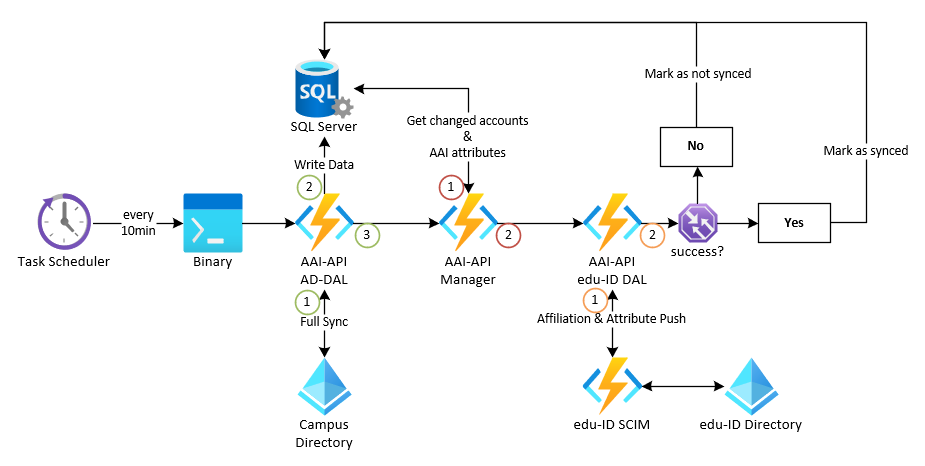 SQL
SQL Server
Mark as not synced
Get changed accounts
&
AAI attributes
No
Mark as synced
Write Data
2
1
every
10min
3
2
2
Yes
Task Scheduler
Binary
AAI-API
AD-DAL
AAI-API
Manager
AAI-API
edu-ID DAL
success?
1
Full Sync
1
Affiliation & Attribute Push
Campus
Directory
edu-ID SCIM
edu-ID Directory